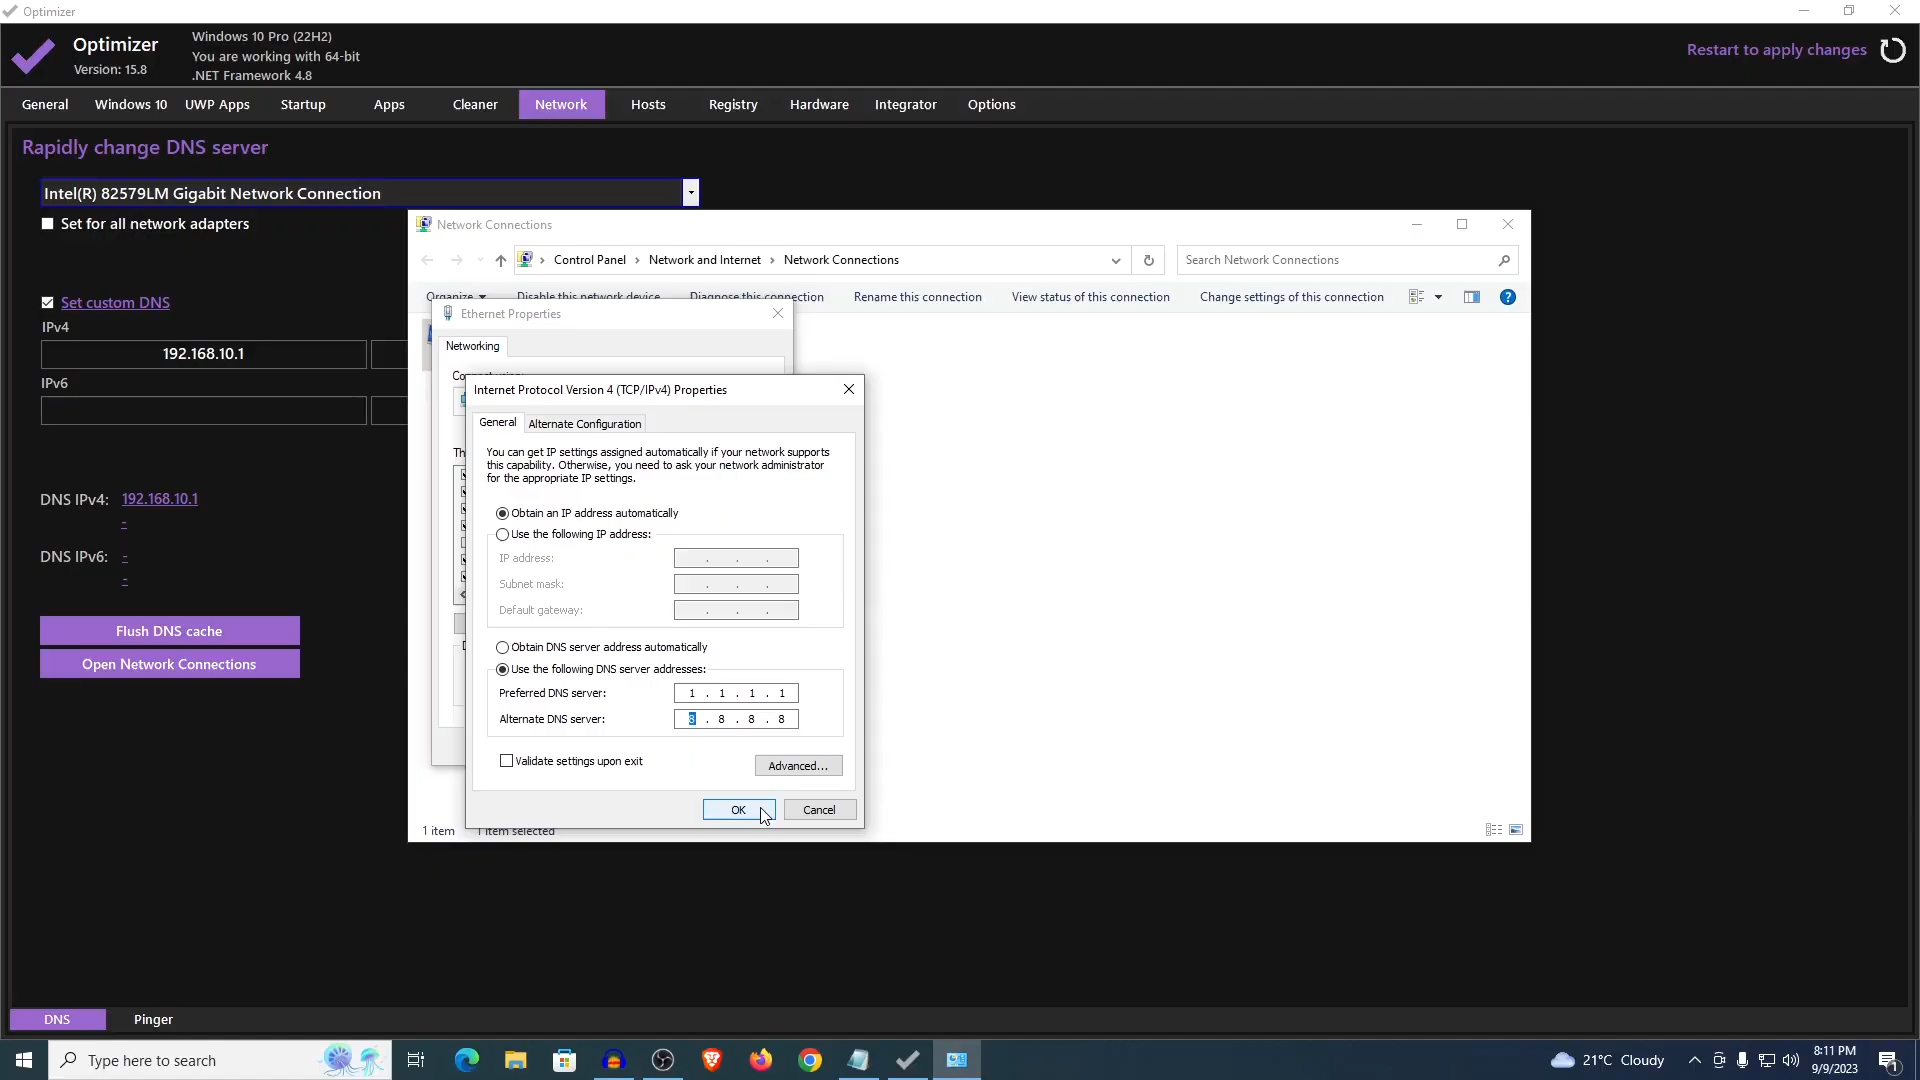 Optimizer
Optimizer
Version: 15.8
Windows 10 Pro (22H2)
You are working with 64-bit
.NET Framework 4.8
Restart to apply changes
General
Windows 10
UWP Apps
Startup
Apps
Cleaner
Network
Hosts
Registry
Hardware
Integrator
Options
Rapidly change DNS server
Intel(R) 82579LM Gigabit Network Connection
Set for all network adapters
Set custom DNS
IPv4
192.168.10.1
IPv6
DNS IPv4: 192.168.10.1
-
DNS IPv6: -
-
Flush DNS cache
Open Network Connections
Network Connections
Control Panel > Network and Internet > Network Connections
Search Network Connections
Organize
Disable this network device
Diagnose this connection
Rename this connection
View status of this connection
Change settings of this connection
Ethernet Properties
Networking
Internet Protocol Version 4 (TCP/IPv4) Properties
General
Alternate Configuration
You can get IP settings assigned automatically if your network supports
this capability. Otherwise, you need to ask your network administrator
for the appropriate IP settings.
Obtain an IP address automatically
Use the following IP address:
IP address: . . .
Subnet mask: . . .
Default gateway: . . .
Obtain DNS server address automatically
Use the following DNS server addresses:
Preferred DNS server: 1 . 1 . 1 . 1
Alternate DNS server: 8 . 8 . 8 . 8
Validate settings upon exit
Advanced...
OK
Cancel
1 item
1 item selected
DNS
Pinger
Type here to search
21°C Cloudy
8:11 PM
9/9/2023
1